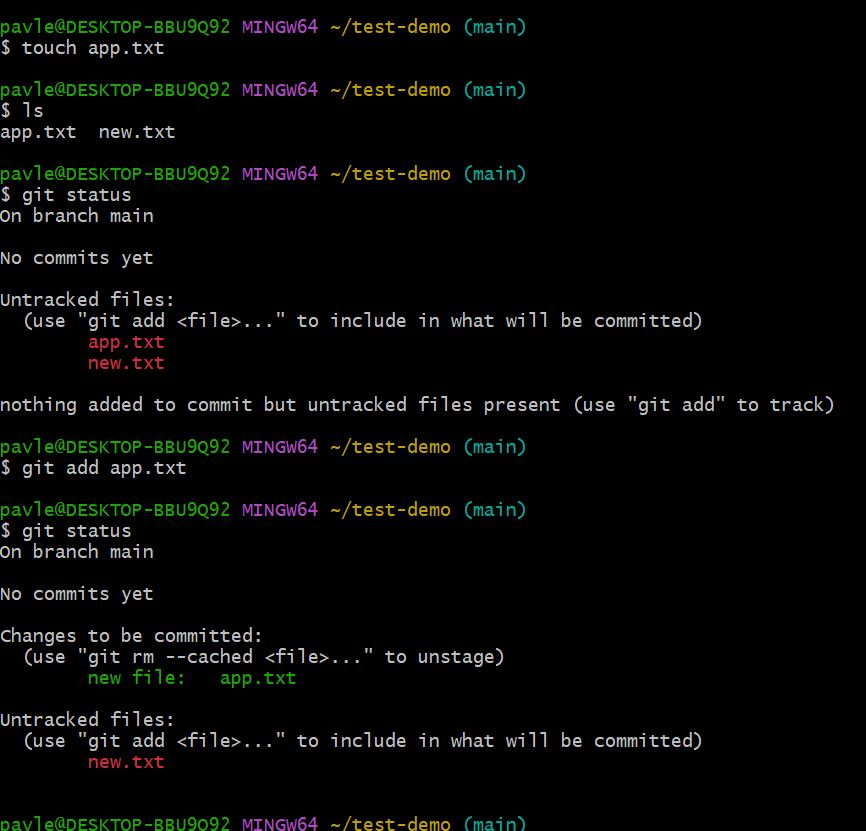 pavle@DESKTOP-BBU9Q92 MINGW64 ~/test-demo (main)
$ touch app.txt
pavle@DESKTOP-BBU9Q92 MINGW64 ~/test-demo (main)
$ ls
app.txt  new.txt
pavle@DESKTOP-BBU9Q92 MINGW64 ~/test-demo (main)
$ git status
On branch main
No commits yet
Untracked files:
  (use "git add <file>..." to include in what will be committed)
        app.txt
        new.txt
nothing added to commit but untracked files present (use "git add" to track)
pavle@DESKTOP-BBU9Q92 MINGW64 ~/test-demo (main)
$ git add app.txt
pavle@DESKTOP-BBU9Q92 MINGW64 ~/test-demo (main)
$ git status
On branch main
No commits yet
Changes to be committed:
  (use "git rm --cached <file>..." to unstage)
        new file:   app.txt
Untracked files:
  (use "git add <file>..." to include in what will be committed)
        new.txt
pavle@DESKTOP-BBU9Q92 MINGW64 ~/test-demo (main)